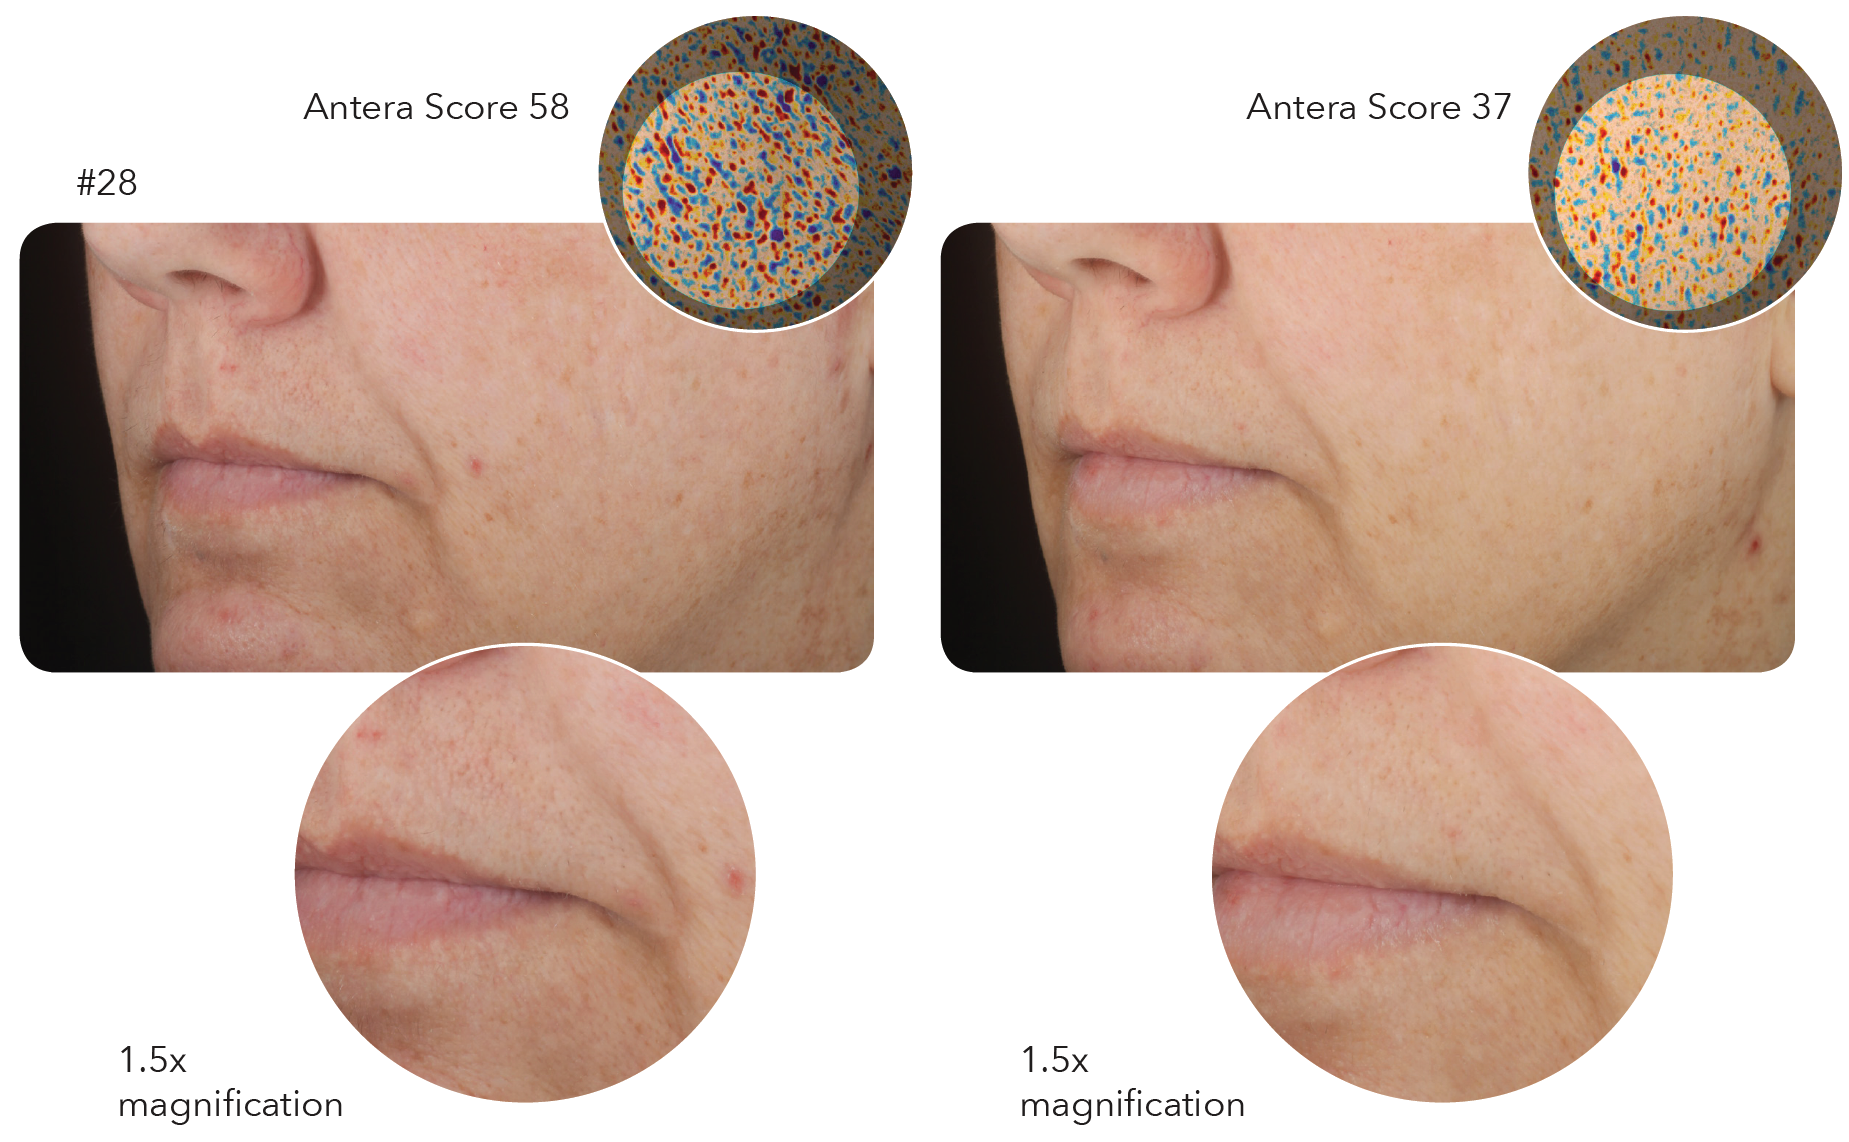 Antera Score 58
#28
1.5x
magnification
Antera Score 37
1.5x
magnification